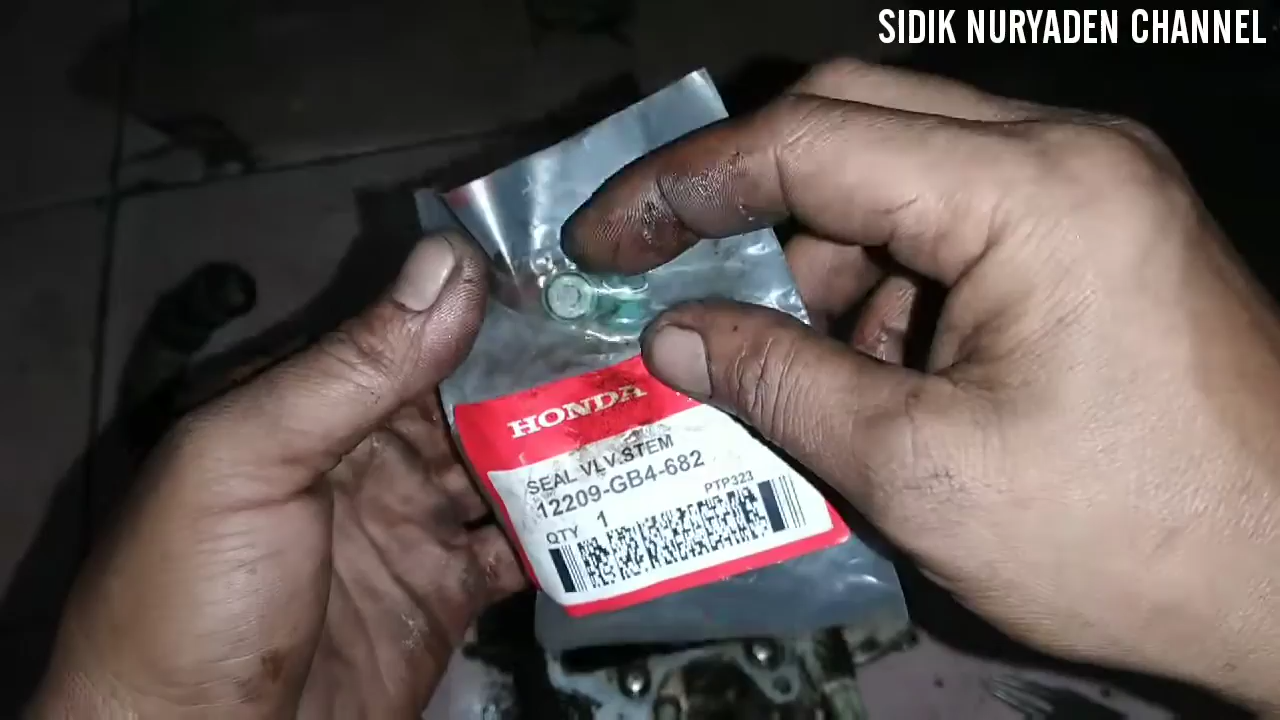 SIDIK NURYADEN CHANNEL
HONDA
SEAL VLV.STEM
12209-GB4-682
PTP323
QTY 1